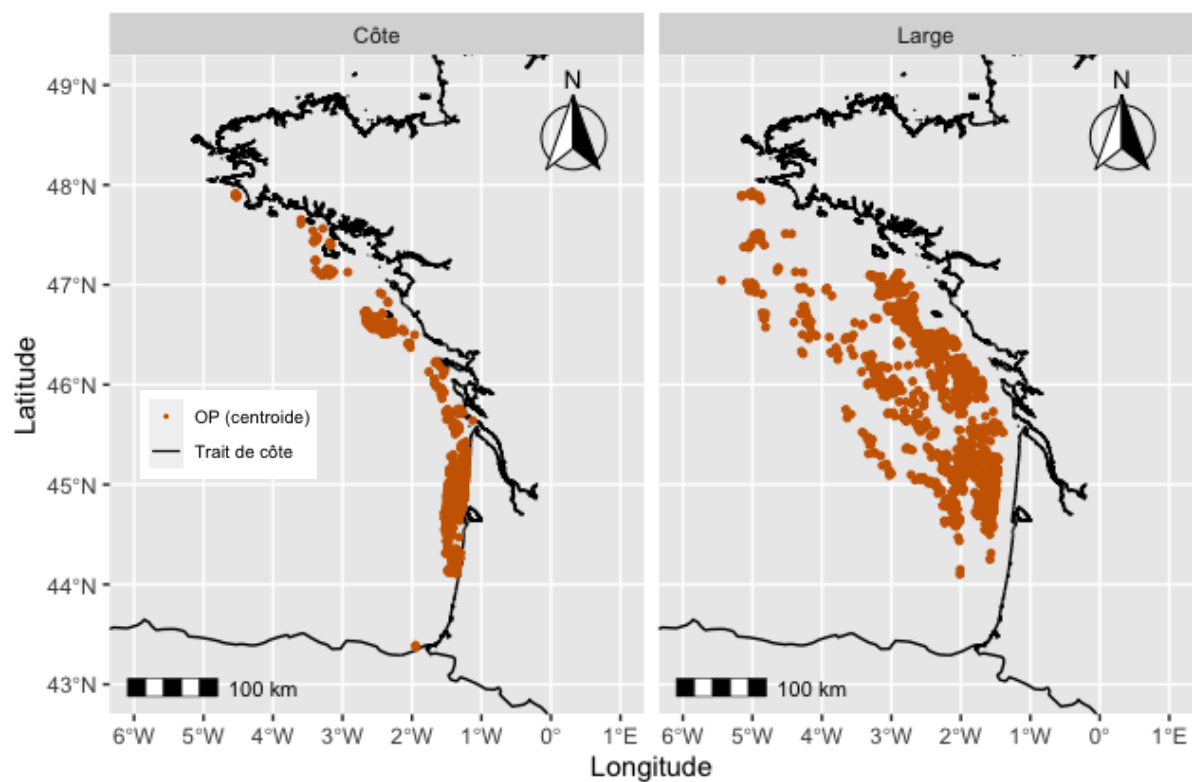 Côte
Large
N
N
49°N
48°N
47°N
46°N
45°N
44°N
43°N
Latitude
OP (centroide)
Trait de côte
100 km
100 km
6°W 5°W 4°W 3°W 2°W 1°W 0° 1°E
6°W 5°W 4°W 3°W 2°W 1°W 0° 1°E
Longitude